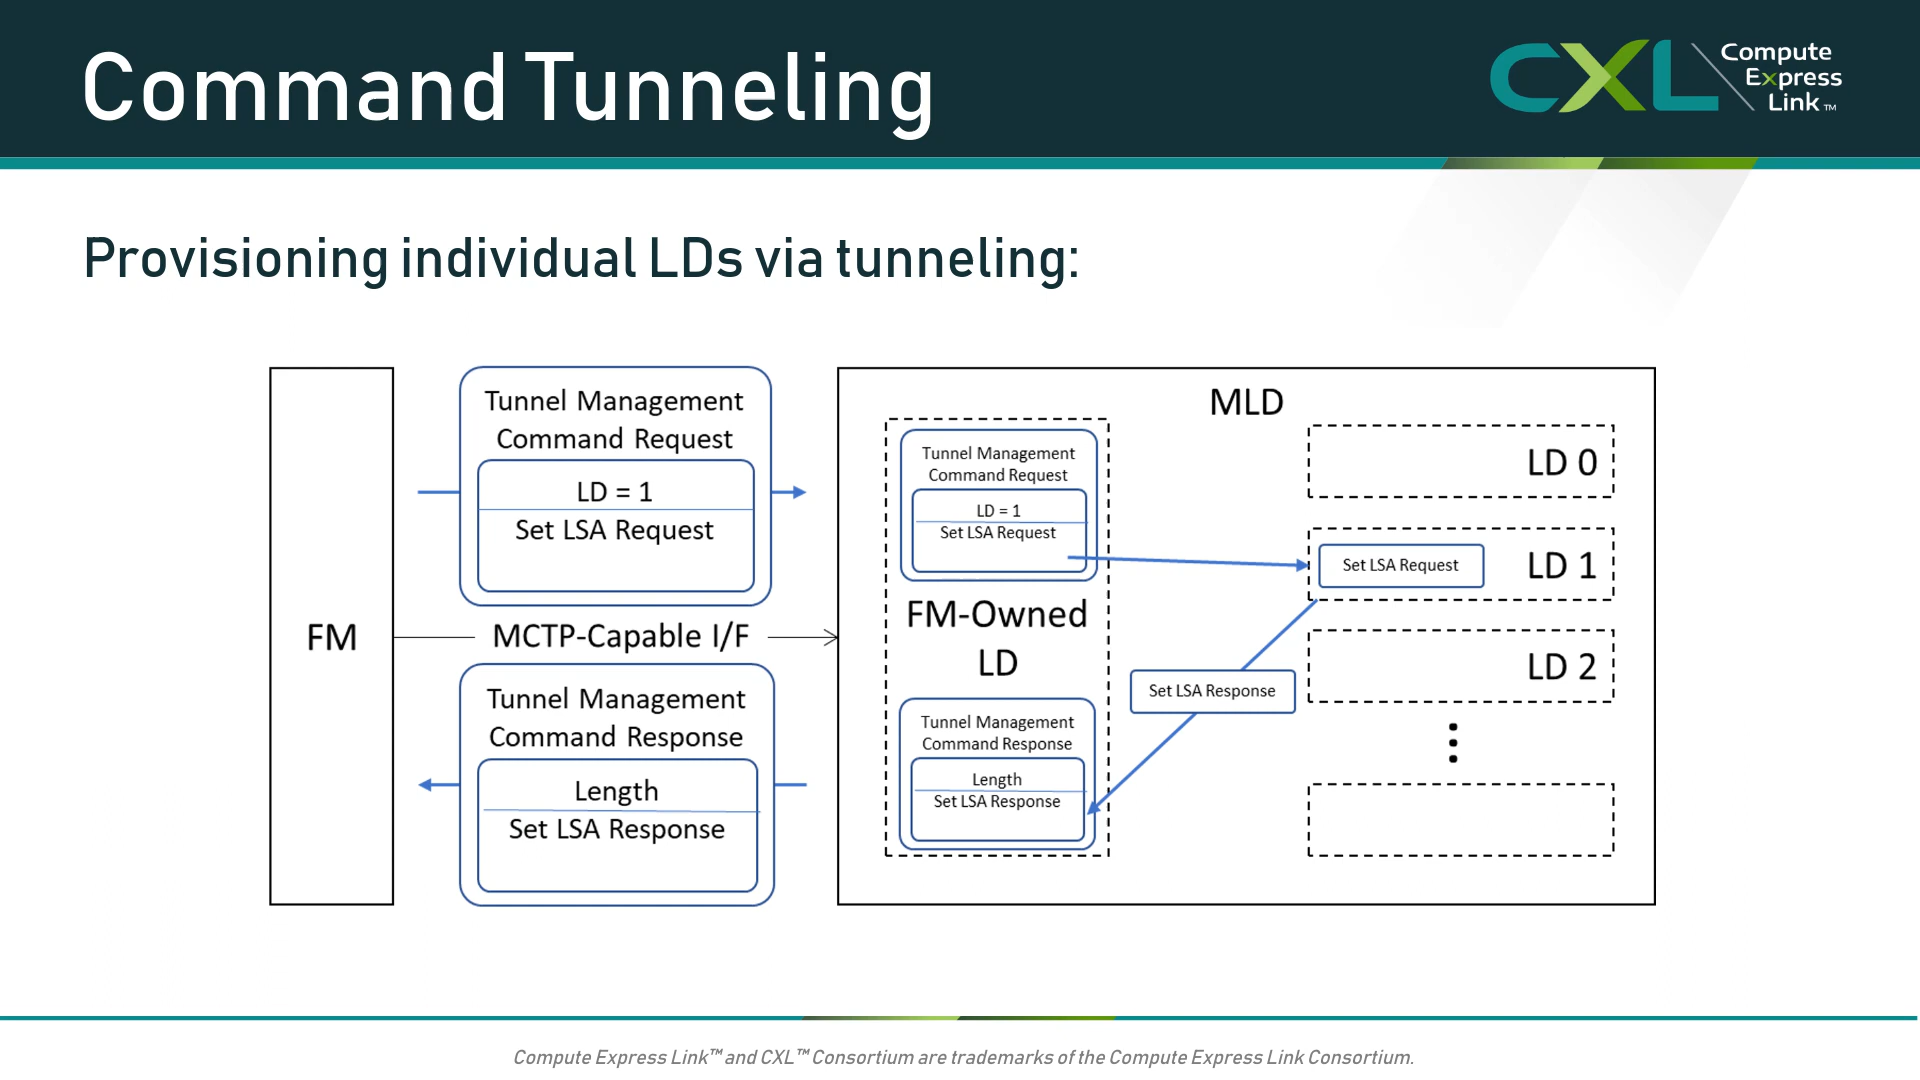 Command Tunneling
CXL
Compute
Express
Link™
Provisioning individual LDs via tunneling:
FM
Tunnel Management
Command Request
LD = 1
Set LSA Request
MCTP-Capable I/F
Tunnel Management
Command Response
Length
Set LSA Response
MLD
Tunnel Management
Command Request
LD = 1
Set LSA Request
FM-Owned
LD
Tunnel Management
Command Response
Length
Set LSA Response
Set LSA Response
LD 0
Set LSA Request
LD 1
LD 2
Compute Express Link™ and CXL™ Consortium are trademarks of the Compute Express Link Consortium.